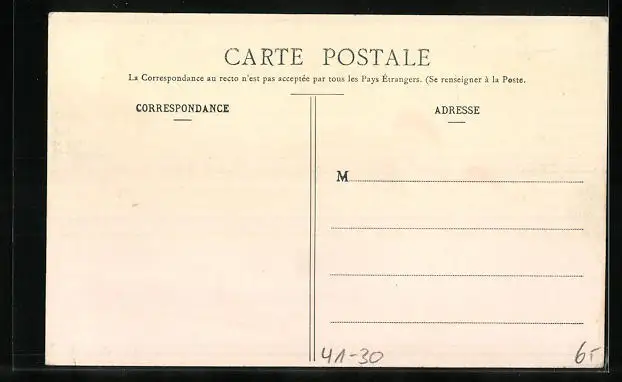 CARTE POSTALE
La Correspondance au recto n'est pas acceptée par tous les Pays Étrangers. (Se renseigner à la Poste.
CORRESPONDANCE
ADRESSE
M
41-30